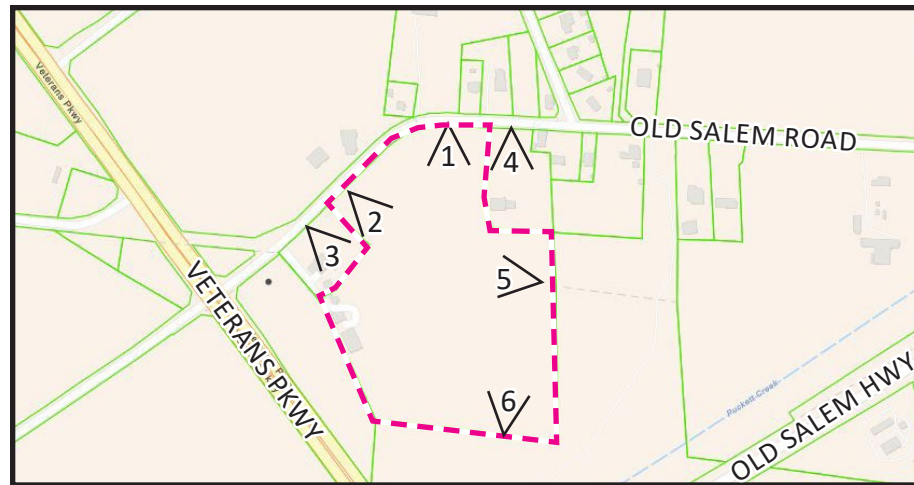 Veterans Pkwy
OLD SALEM ROAD
1
4
2
3
5
VETERANS PKWY
6
Puckett Creek
OLD SALEM HWY